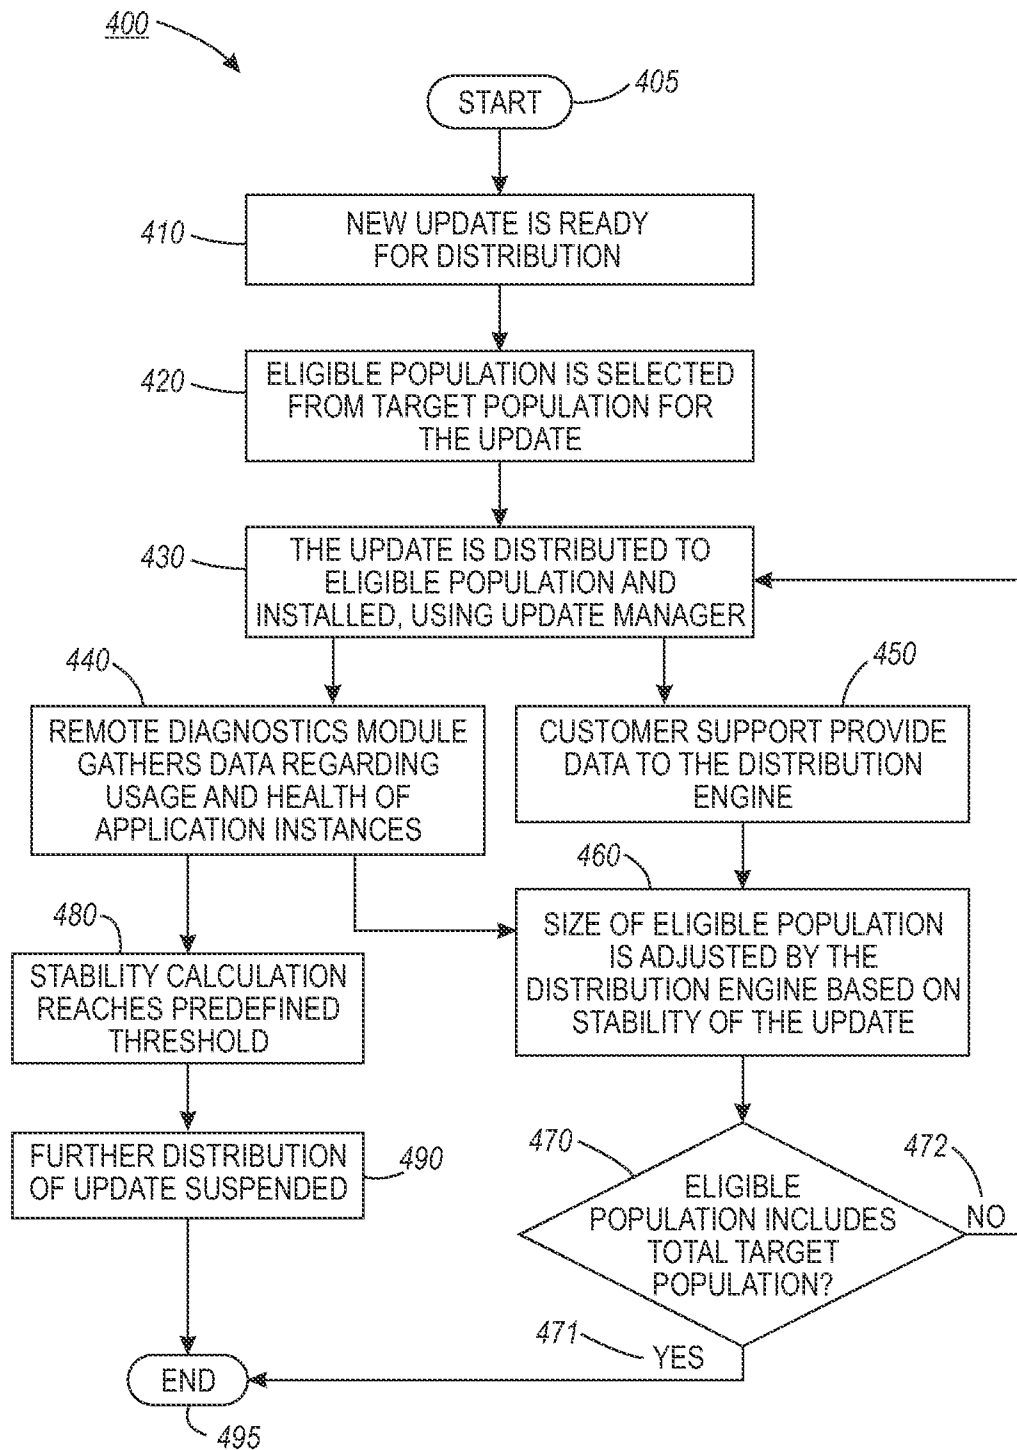 400
START
405
410
NEW UPDATE IS READY
FOR DISTRIBUTION
420
ELIGIBLE POPULATION IS SELECTED
FROM TARGET POPULATION FOR
THE UPDATE
430
THE UPDATE IS DISTRIBUTED TO
ELIGIBLE POPULATION AND
INSTALLED, USING UPDATE MANAGER
440
REMOTE DIAGNOSTICS MODULE
GATHERS DATA REGARDING
USAGE AND HEALTH OF
APPLICATION INSTANCES
450
CUSTOMER SUPPORT PROVIDE
DATA TO THE DISTRIBUTION
ENGINE
460
SIZE OF ELIGIBLE POPULATION
IS ADJUSTED BY THE
DISTRIBUTION ENGINE BASED ON
STABILITY OF THE UPDATE
480
STABILITY CALCULATION
REACHES PREDEFINED
THRESHOLD
490
FURTHER DISTRIBUTION
OF UPDATE SUSPENDED
470
ELIGIBLE
POPULATION INCLUDES
TOTAL TARGET
POPULATION?
472
NO
471
YES
END
495